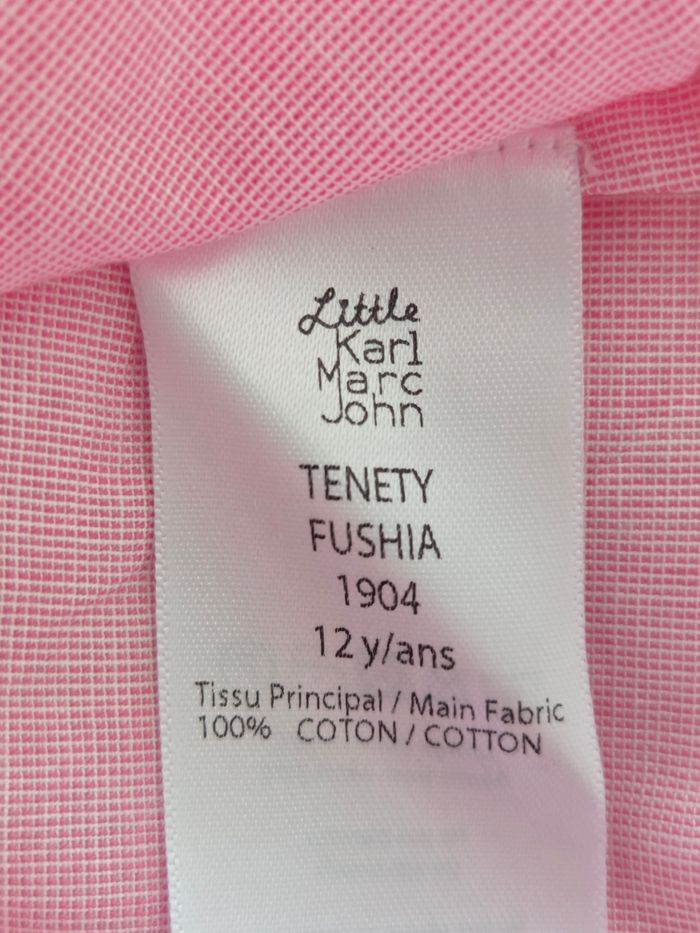 Little
Karl
Marc
John
TENETY
FUSHIA
1904
12 y/ans
Tissu Principal / Main Fabric
100% COTON / COTTON